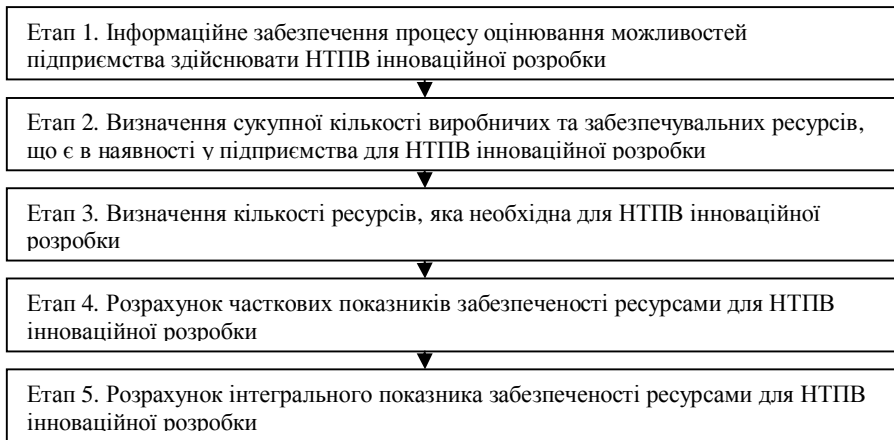 Етап 1. Інформаційне забезпечення процесу оцінювання можливостей
підприємства здійснювати НТПВ інноваційної розробки
Етап 2. Визначення сукупної кількості виробничих та забезпечувальних ресурсів,
що є в наявності у підприємства для НТПВ інноваційної розробки
Етап 3. Визначення кількості ресурсів, яка необхідна для НТПВ інноваційної
розробки
Етап 4. Розрахунок часткових показників забезпеченості ресурсами для НТПВ
інноваційної розробки
Етап 5. Розрахунок інтегрального показника забезпеченості ресурсами для НТПВ
інноваційної розробки